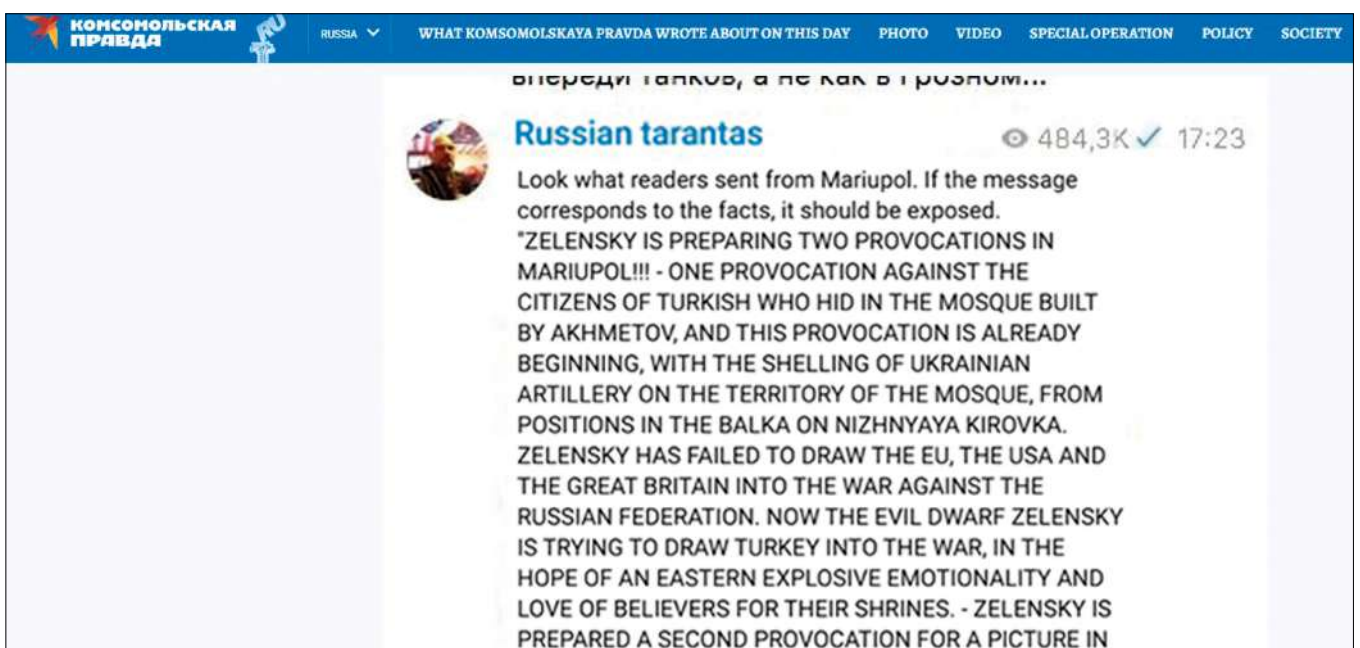 КОМСОМОЛЬСКАЯ
ПРАВДА
RUSSIA
WHAT KOMSOMOLSKAYA PRAVDA WROTE ABOUT ON THIS DAY
PHOTO
VIDEO
SPECIAL OPERATION
POLICY
SOCIETY
впереди танков, а не как в Грозном...
Russian tarantas
484,3K 17:23
Look what readers sent from Mariupol. If the message
corresponds to the facts, it should be exposed.
"ZELENSKY IS PREPARING TWO PROVOCATIONS IN
MARIUPOL!!! - ONE PROVOCATION AGAINST THE
CITIZENS OF TURKISH WHO HID IN THE MOSQUE BUILT
BY AKHMETOV, AND THIS PROVOCATION IS ALREADY
BEGINNING, WITH THE SHELLING OF UKRAINIAN
ARTILLERY ON THE TERRITORY OF THE MOSQUE, FROM
POSITIONS IN THE BALKA ON NIZHNYAYA KIROVKA.
ZELENSKY HAS FAILED TO DRAW THE EU, THE USA AND
THE GREAT BRITAIN INTO THE WAR AGAINST THE
RUSSIAN FEDERATION. NOW THE EVIL DWARF ZELENSKY
IS TRYING TO DRAW TURKEY INTO THE WAR, IN THE
HOPE OF AN EASTERN EXPLOSIVE EMOTIONALITY AND
LOVE OF BELIEVERS FOR THEIR SHRINES. - ZELENSKY IS
PREPARED A SECOND PROVOCATION FOR A PICTURE IN